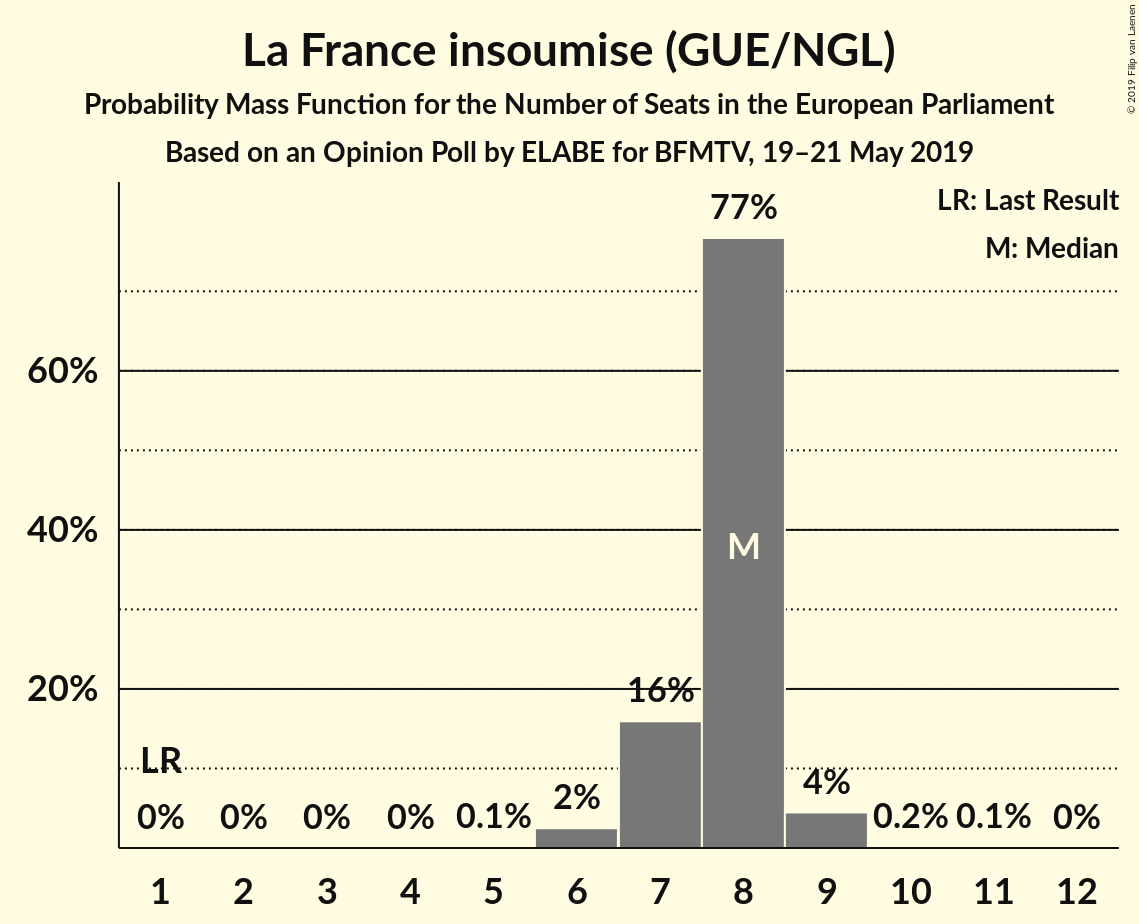 La France insoumise (GUE/NGL)
Probability Mass Function for the Number of Seats in the European Parliament
Based on an Opinion Poll by ELABE for BFMTV, 19–21 May 2019
© 2019 Filip van Laenen
LR: Last Result
M: Median
77%
60%
40%
M
20%
16%
LR
0% 0% 0% 0% 0.1% 2% 4% 0.2% 0.1% 0%
1 2 3 4 5 6 7 8 9 10 11 12